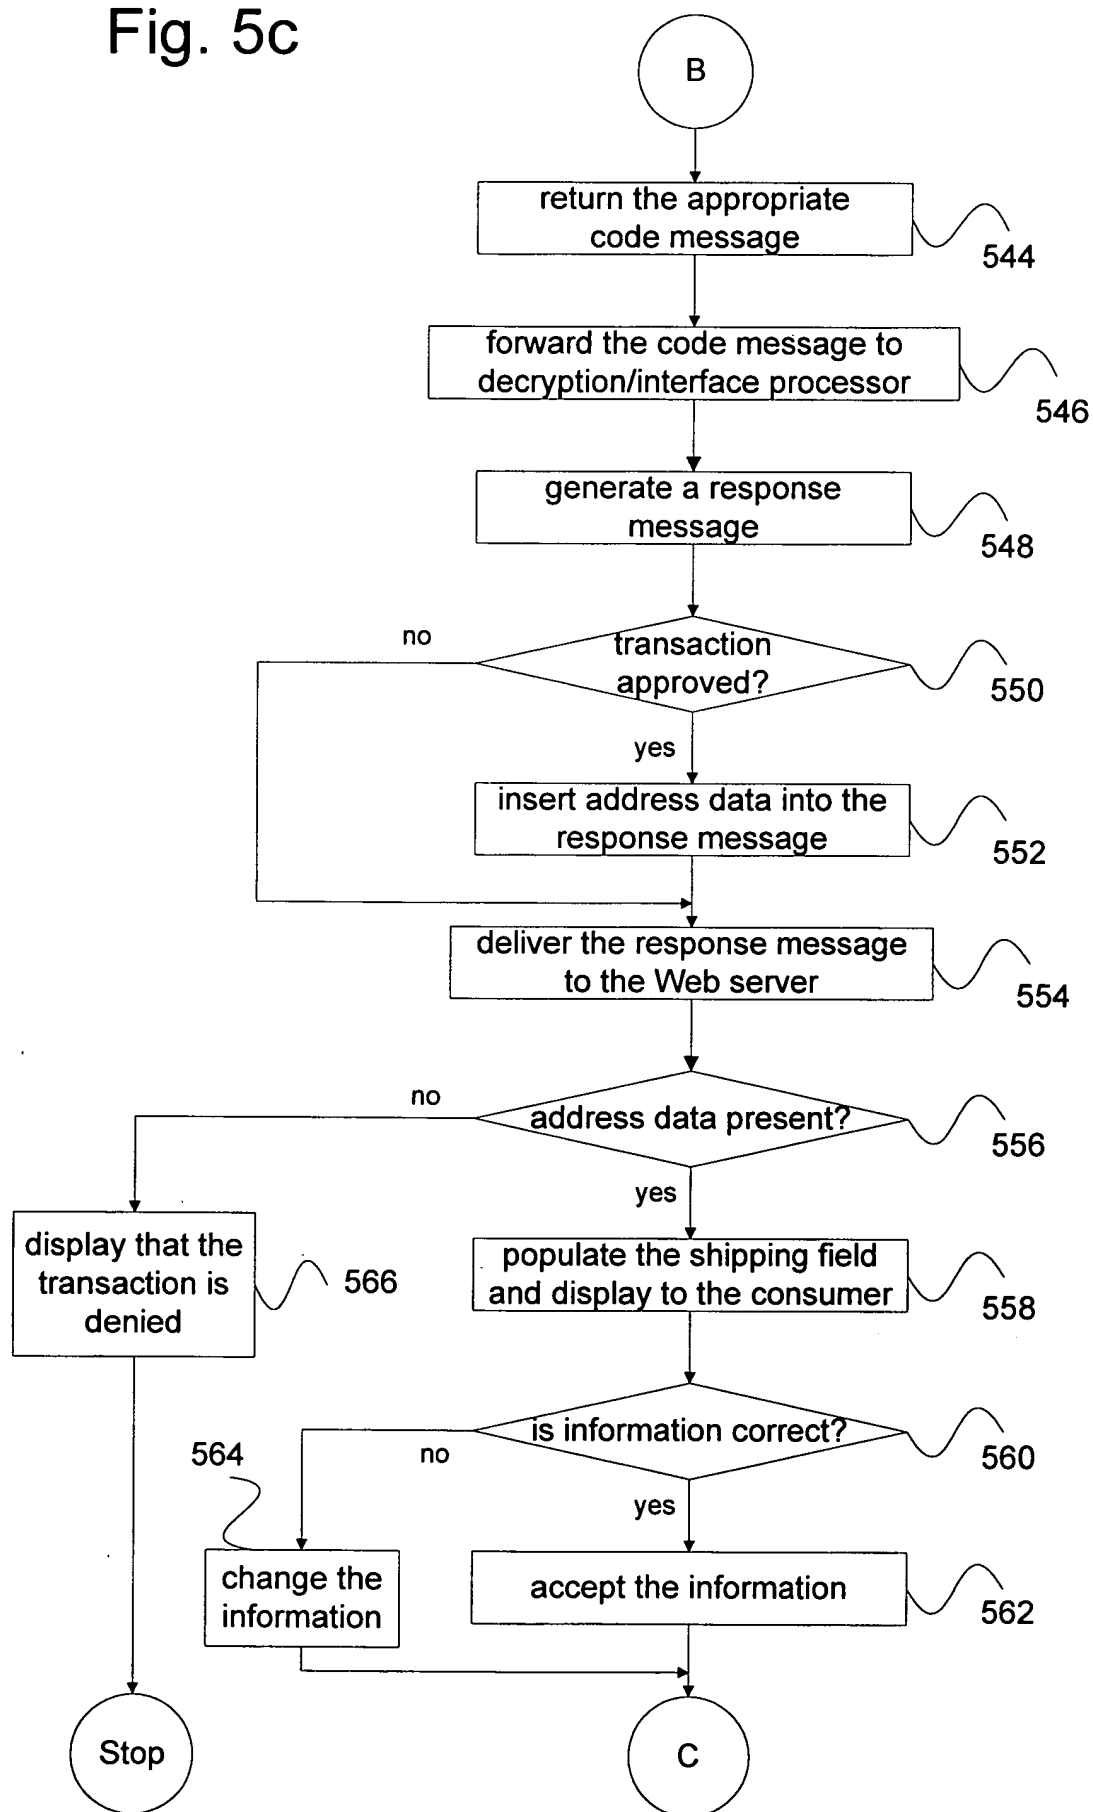 Fig. 5c
B
return the appropriate
code message
544
forward the code message to
decryption/interface processor
546
generate a response
message
548
no
transaction
approved?
550
yes
insert address data into the
response message
552
deliver the response message
to the Web server
554
no
address data present?
556
yes
display that the
transaction is
denied
566
populate the shipping field
and display to the consumer
558
is information correct?
560
564
no
yes
change the
information
accept the information
562
Stop
C